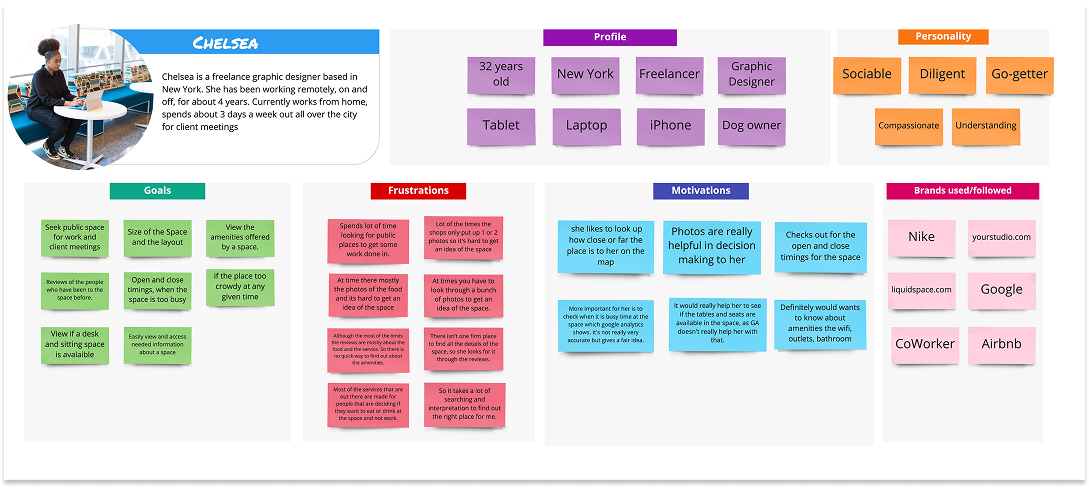 Chelsea
Chelsea is a freelance graphic designer based in
New York. She has been working remotely, on and
off, for about 4 years. Currently works from home,
spends about 3 days a week out all over the city
for client meetings
Profile
32 years
old
New York
Freelancer
Graphic
Designer
Tablet
Laptop
iPhone
Dog owner
Personality
Sociable
Diligent
Go-getter
Compassionate
Understanding
Goals
Seek public space
for work and
client meetings
Size of the Space
and the layout
View the
amenities offered
by a space.
Reviews of the people
who have been to the
space before.
Open and close
timings, when the
space is too busy
if the place too
crowdy at any
given time
View if a desk
and sitting space
is avalaible
Easily view and access
needed information
about a space
Frustrations
Spends lot of time
looking for public
places to get some
work done in.
Lot of the times the
shops only put up 1 or 2
photos so it's hard to get
an idea of the space
At time there mostly
the photos of the food
and its hard to get an
idea of the space
At times you have to
look through a bunch
of photos to get an
idea of the space.
Although the most of the times
the reviews are mostly about the
food and the service. So there is
no quick way to find out about
the amenities.
There isn't one firm place
to find all the details of the
space, so she looks for it
through the reviews.
Most of the services that are
out there are made for
people that are deciding if
they want to eat or drink at
the space and not work.
So it takes a lot of
searching and
interpretation to find out
the right place for me.
Motivations
she likes to look up
how close or far the
place is to her on the
map
Photos are really
helpful in decision
making to her
Checks out for the
open and close
timings for the space
More important for her is to
check when it is busy time at the
space which google analytics
shows. It's not really very
accurate but gives a fair idea.
It would really help her to see
if the tables and seats are
available in the space, as GA
doesn't really help her with
that.
Definitely would wants
to know about
amenities the wifi,
outlets, bathroom
Brands used/followed
Nike
yourstudio.com
liquidspace.com
Google
CoWorker
Airbnb